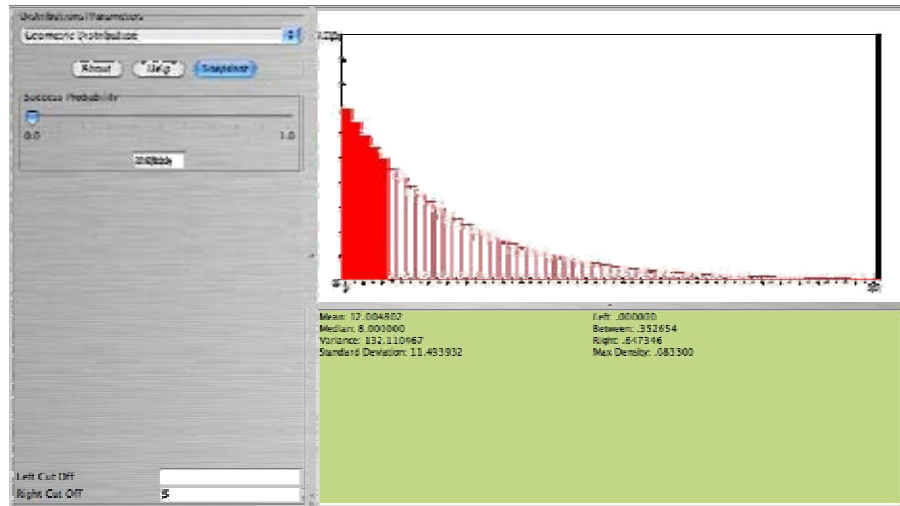 Distributions Parameters
Geometric Distribution
About Help Snapshot
Success Probability
0.0 1.0
Mean: 12.004802
Median: 8.000000
Variance: 132.110467
Standard Deviation: 11.493932
Left: .000000
Between: .352654
Right: .647346
Max Density: .083300
Left Cut Off
Right Cut Off 5